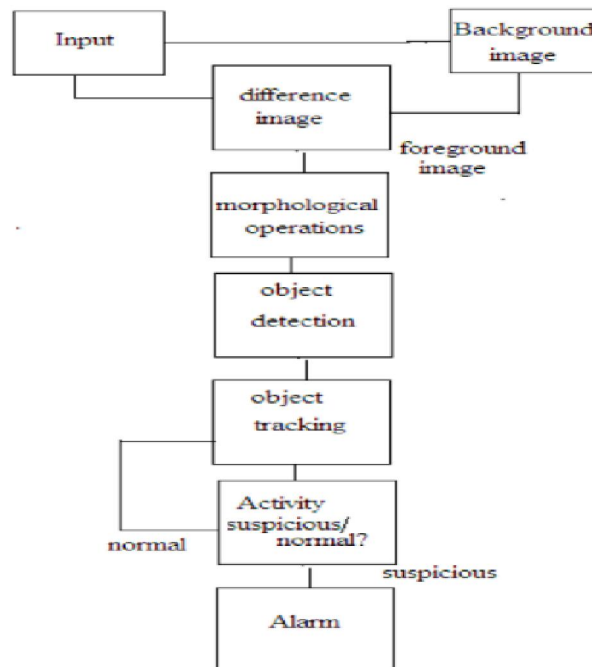 Input
Background
image
difference
image
foreground
image
morphological
operations
object
detection
object
tracking
Activity
suspicious/
normal?
normal
suspicious
Alarm